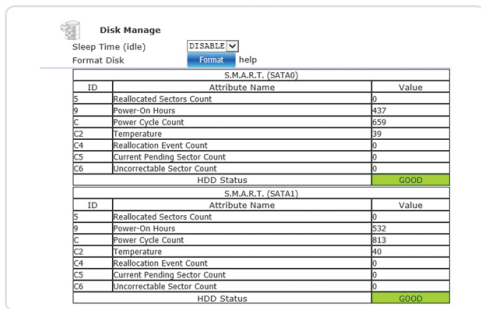 Disk Manage
Sleep Time (idle) DISABLE
Format Disk Format help
S.M.A.R.T. (SATA0)
ID Attribute Name Value
5 Reallocated Sectors Count 0
9 Power-On Hours 437
C Power Cycle Count 659
C2 Temperature 39
C4 Reallocation Event Count 0
C5 Current Pending Sector Count 0
C6 Uncorrectable Sector Count 0
HDD Status GOOD
S.M.A.R.T. (SATA1)
ID Attribute Name Value
5 Reallocated Sectors Count 0
9 Power-On Hours 532
C Power Cycle Count 813
C2 Temperature 40
C4 Reallocation Event Count 0
C5 Current Pending Sector Count 0
C6 Uncorrectable Sector Count 0
HDD Status GOOD